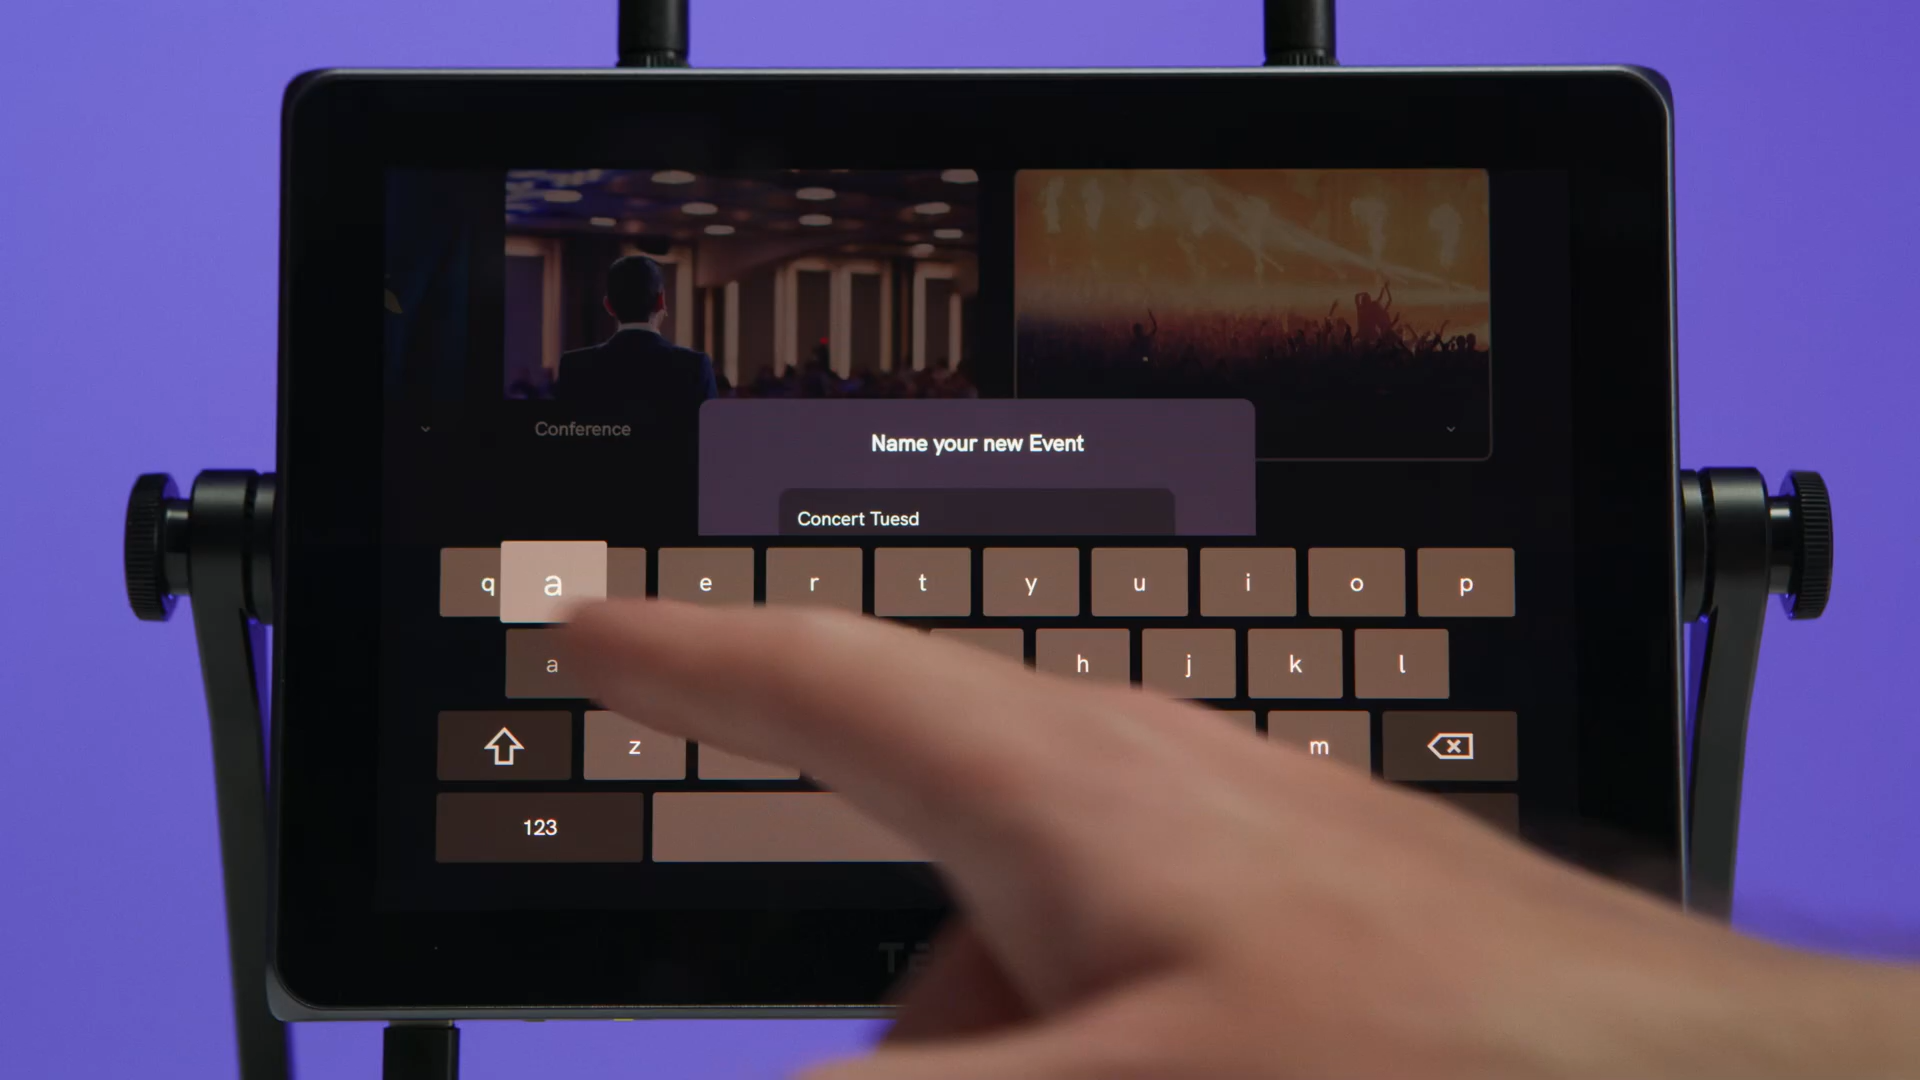 Conference
Name your new Event
Concert Tuesd
q a e r t y u i o p
a h j k l
z m
123